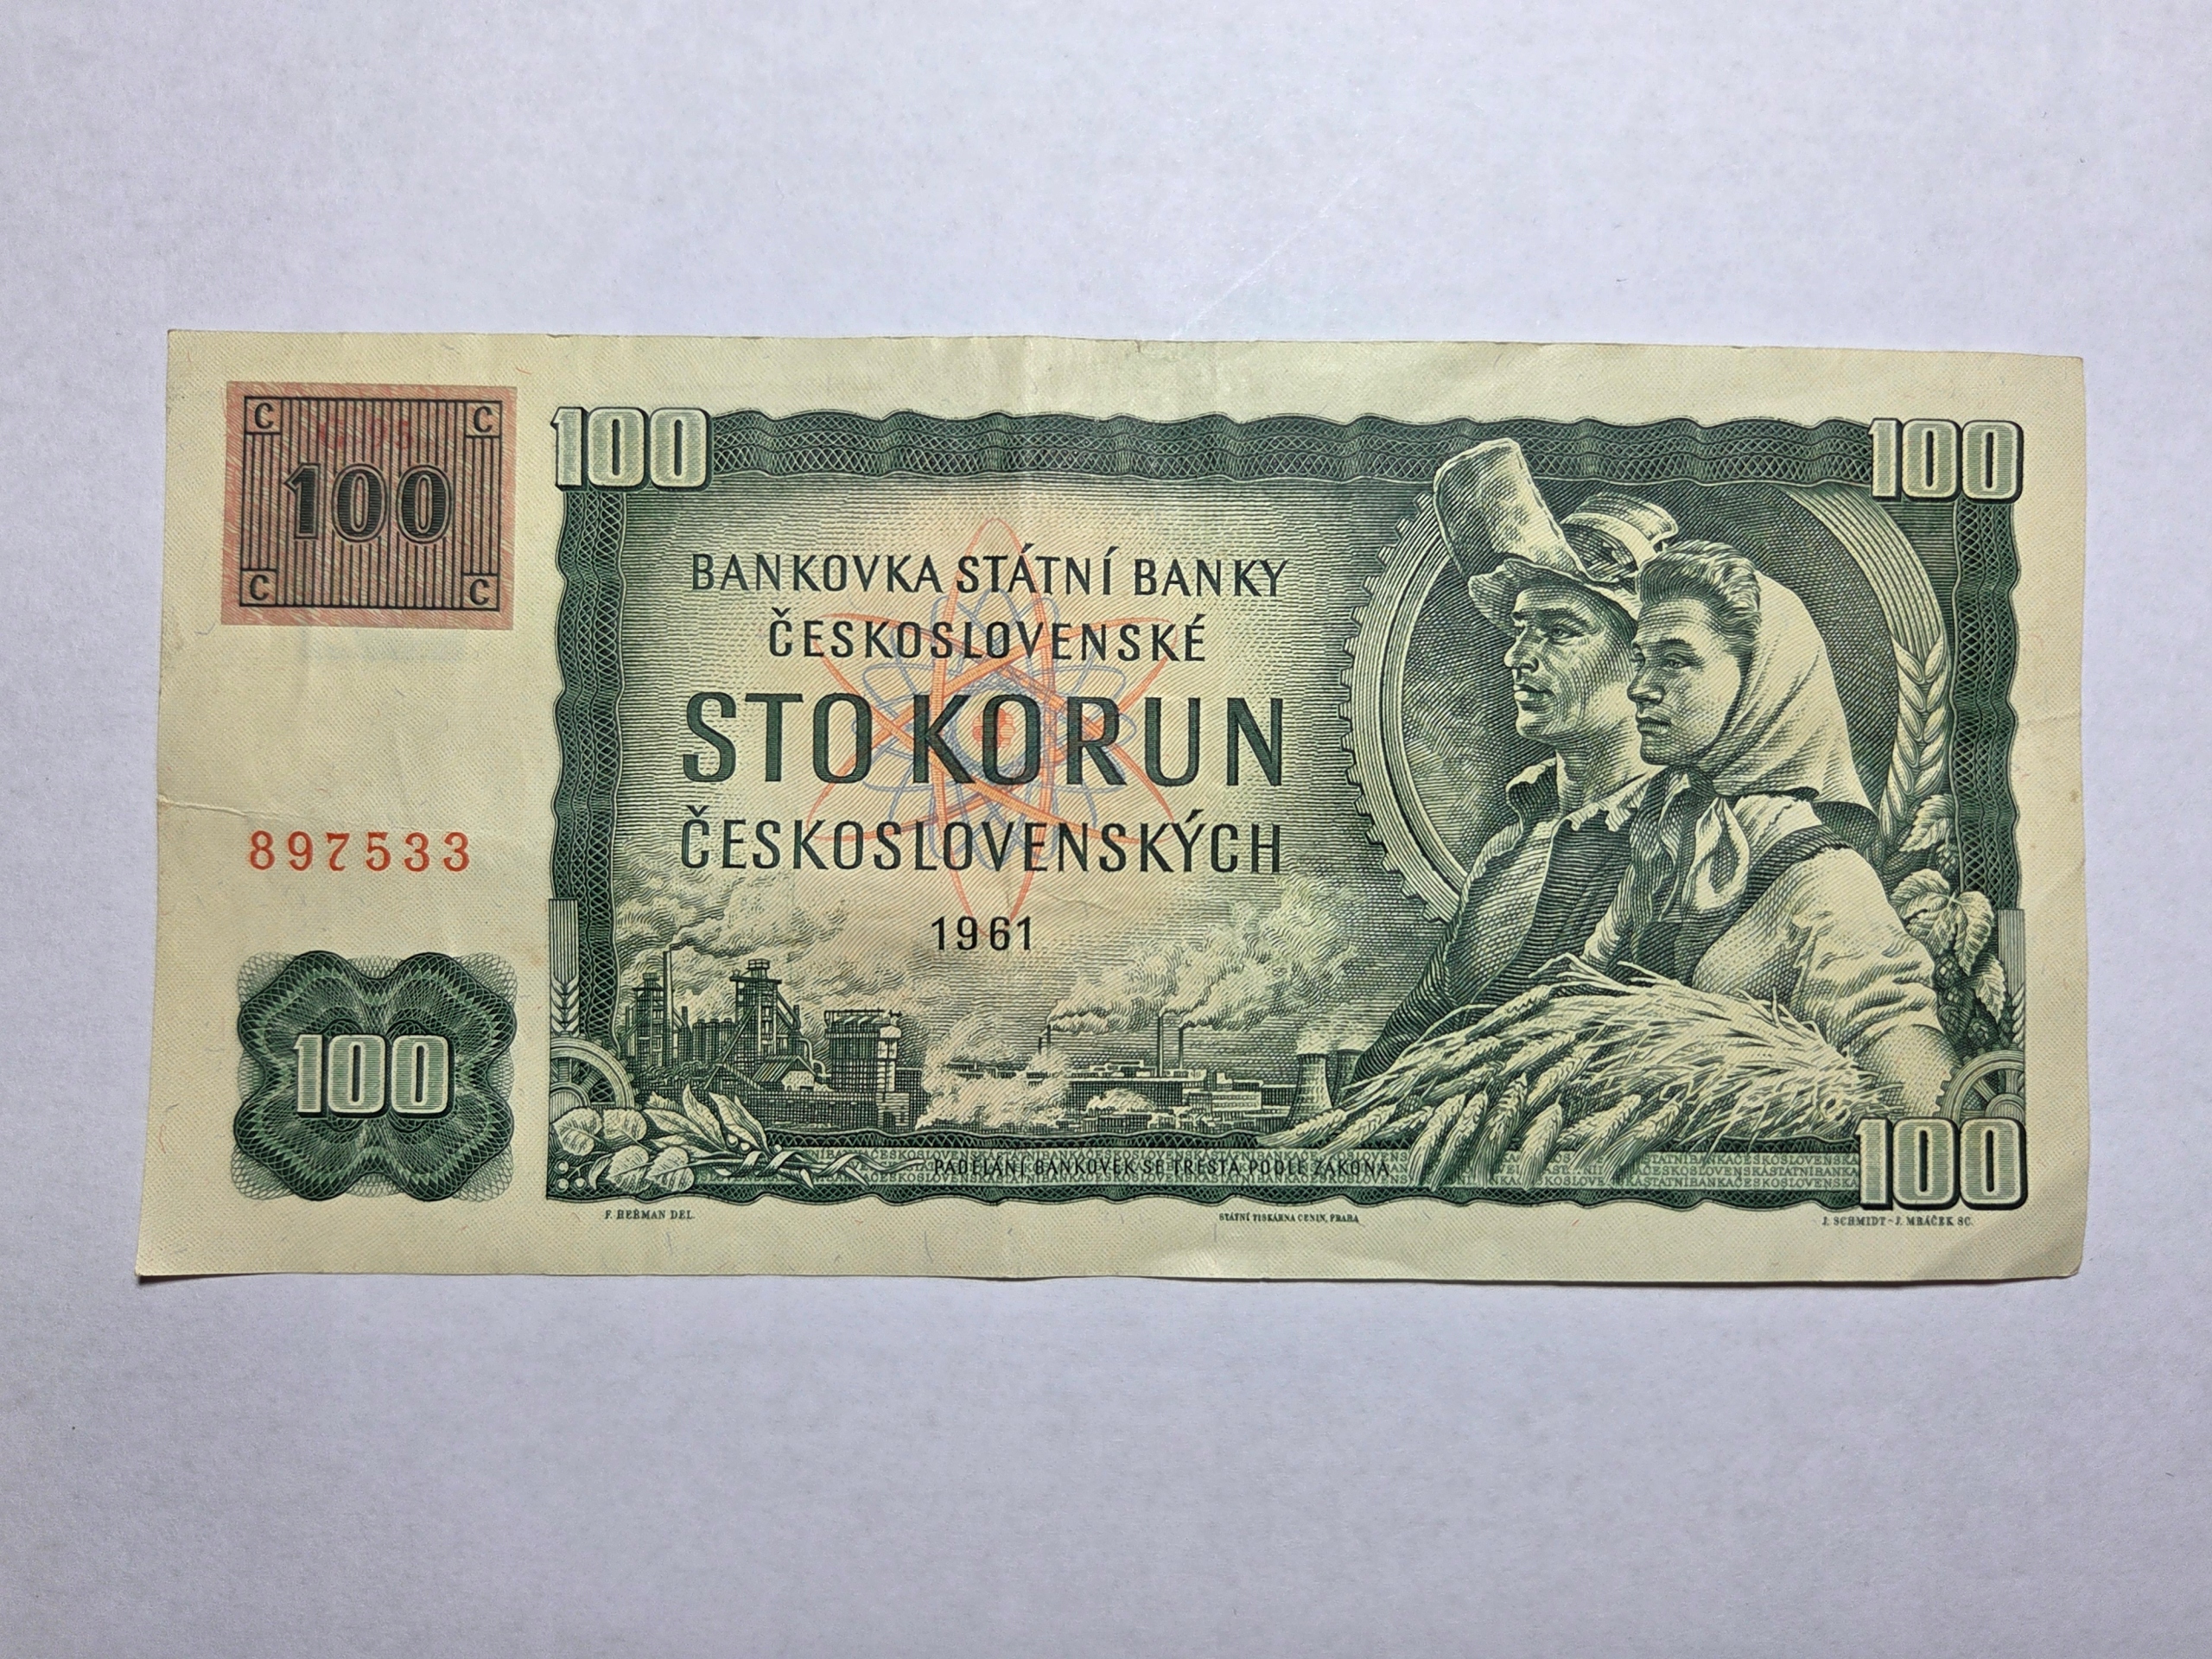 C C
100
C C
897533
100
100
100
BANKOVKA STÁTNÍ BANKY
ČESKOSLOVENSKÉ
STO KORUN
ČESKOSLOVENSKÝCH
1961
PADĚLÁNÍ BANKOVEK SE TRESTÁ PODLE ZÁKONA
100
F. HEŘMAN DEL.
STÁTNÍ TISKÁRNA CENIN, PRAHA
J. SCHMIDT - J. MRÁČEK SC.